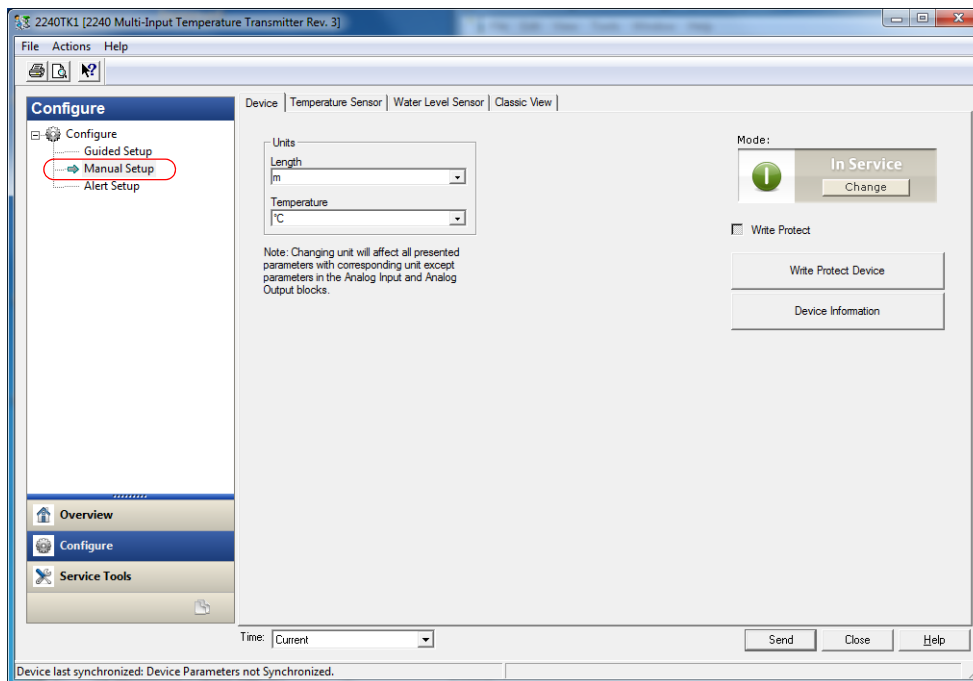 2240TK1 [2240 Multi-Input Temperature Transmitter Rev. 3]
File Actions Help
Configure
Configure
Guided Setup
Manual Setup
Alert Setup
Overview
Configure
Service Tools
Device Temperature Sensor Water Level Sensor Classic View
Units
Length
m
Temperature
°C
Note: Changing unit will affect all presented
parameters with corresponding unit except
parameters in the Analog Input and Analog
Output blocks.
Mode:
In Service
Change
Write Protect
Write Protect Device
Device Information
Time: Current
Send Close Help
Device last synchronized: Device Parameters not Synchronized.